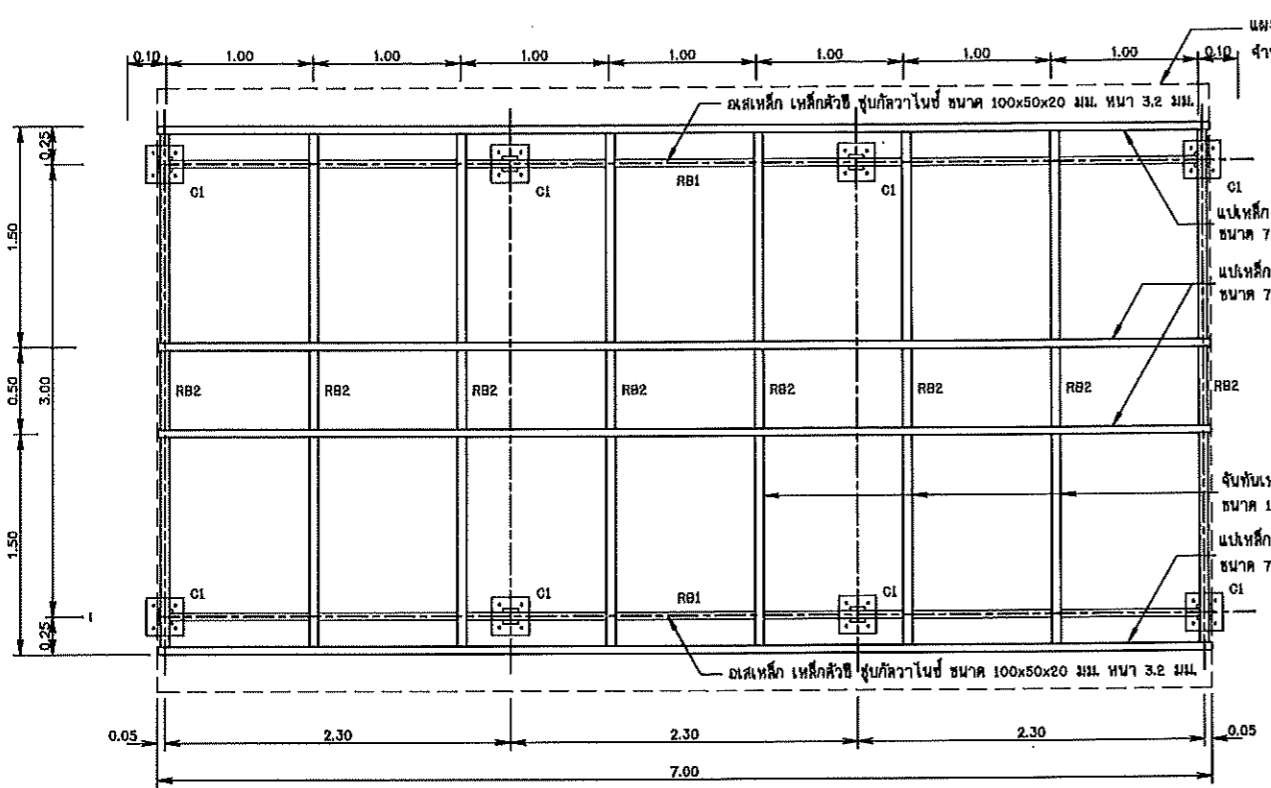 แผ
0.10 1.00 1.00 1.00 1.00 1.00 1.00 1.00 0.10
อเสเหล็ก เหล็กตัวซี ชุบกัลวาไนซ์ ขนาด 100x50x20 มม. หนา 3.2 มม.
0.25
C1 C1 RB1 C1 C1
แปเหล็ก
ขนาด 7
1.50
แปเหล็ก
ขนาด 7
0.50 3.00 RB2 RB2 RB2 RB2 RB2 RB2 RB2 RB2
จันทันเห
ขนาด 1
1.50
แปเหล็ก
ขนาด 7
C1 C1 RB1 C1 C1
0.25
อเสเหล็ก เหล็กตัวซี ชุบกัลวาไนซ์ ขนาด 100x50x20 มม. หนา 3.2 มม.
0.05 2.30 2.30 2.30 0.05
7.00